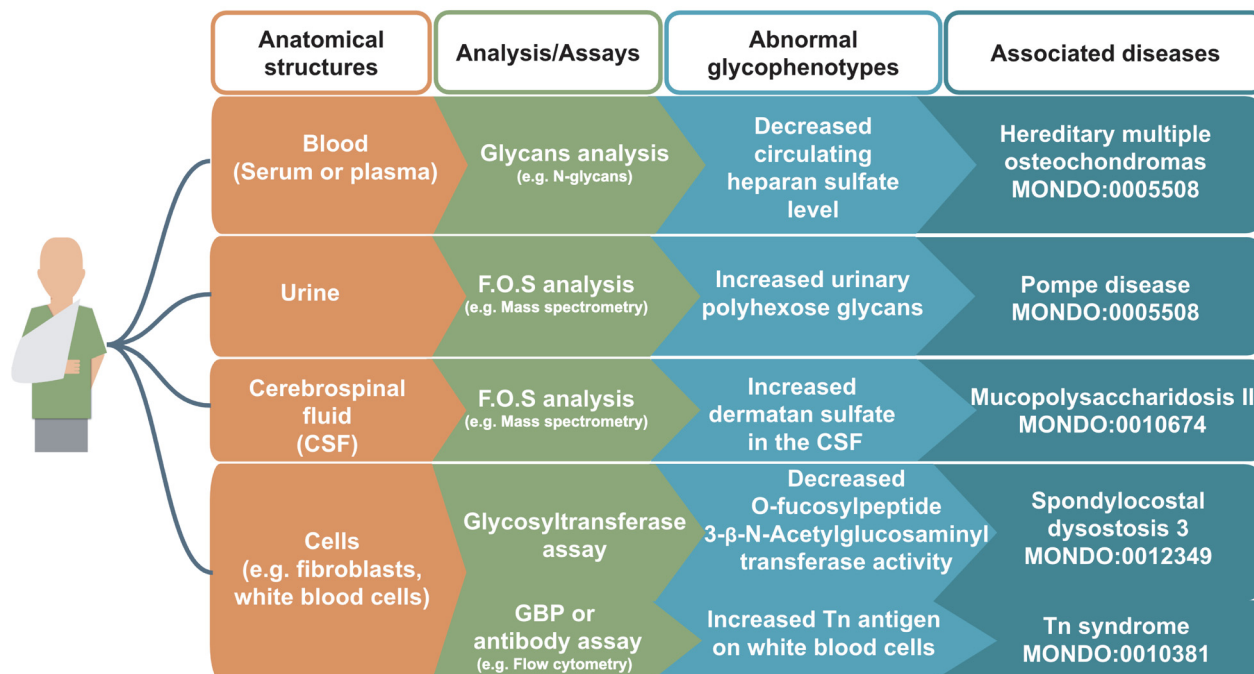 Anatomical
structures
Analysis/Assays
Abnormal
glycophenotypes
Associated diseases
Blood
(Serum or plasma)
Glycans analysis
(e.g. N-glycans)
Decreased
circulating
heparan sulfate
level
Hereditary multiple
osteochondromas
MONDO:0005508
Urine
F.O.S analysis
(e.g. Mass spectrometry)
Increased urinary
polyhexose glycans
Pompe disease
MONDO:0005508
Cerebrospinal
fluid
(CSF)
F.O.S analysis
(e.g. Mass spectrometry)
Increased
dermatan sulfate
in the CSF
Mucopolysaccharidosis II
MONDO:0010674
Cells
(e.g. fibroblasts,
white blood cells)
Glycosyltransferase
assay
Decreased
O-fucosylpeptide
3-β-N-Acetylglucosaminyl
transferase activity
Spondylocostal
dysostosis 3
MONDO:0012349
GBP or
antibody assay
(e.g. Flow cytometry)
Increased Tn antigen
on white blood cells
Tn syndrome
MONDO:0010381